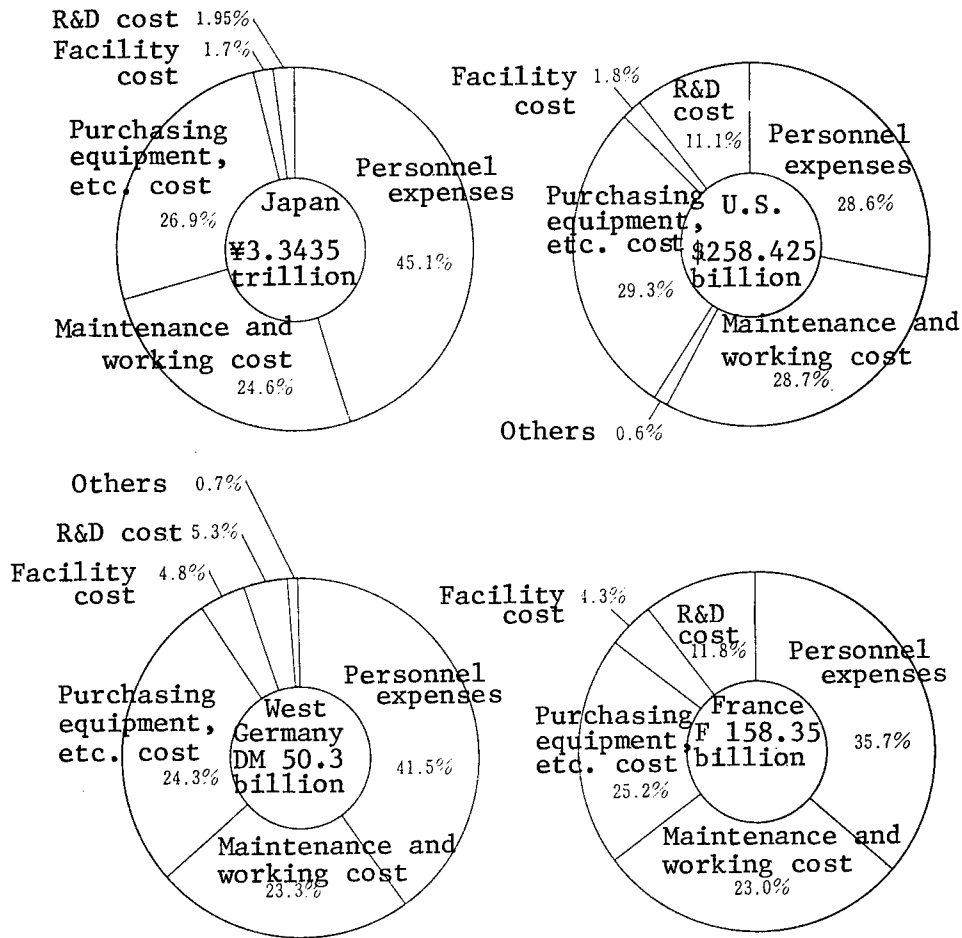 R&D cost 1.95%
Facility 1.7%
cost
Purchasing
equipment,
etc. cost
26.9%
Personnel
expenses
45.1%
Japan
¥3.3435
trillion
Maintenance and
working cost
24.6%
Facility 1.8%
cost
R&D
cost
11.1%
Personnel
expenses
28.6%
Purchasing
equipment,
etc. cost
29.3%
U.S.
$258.425
billion
Maintenance and
working cost
28.7%
Others 0.6%
Others 0.7%
R&D cost 5.3%
Facility 4.8%
cost
Purchasing
equipment,
etc. cost
24.3%
Personnel
expenses
41.5%
West
Germany
DM 50.3
billion
Maintenance and
working cost
23.3%
Facility 4.3%
cost
R&D
cost
11.8%
Personnel
expenses
35.7%
Purchasing
equipment,
etc. cost
25.2%
France
F 158.35
billion
Maintenance and
working cost
23.0%